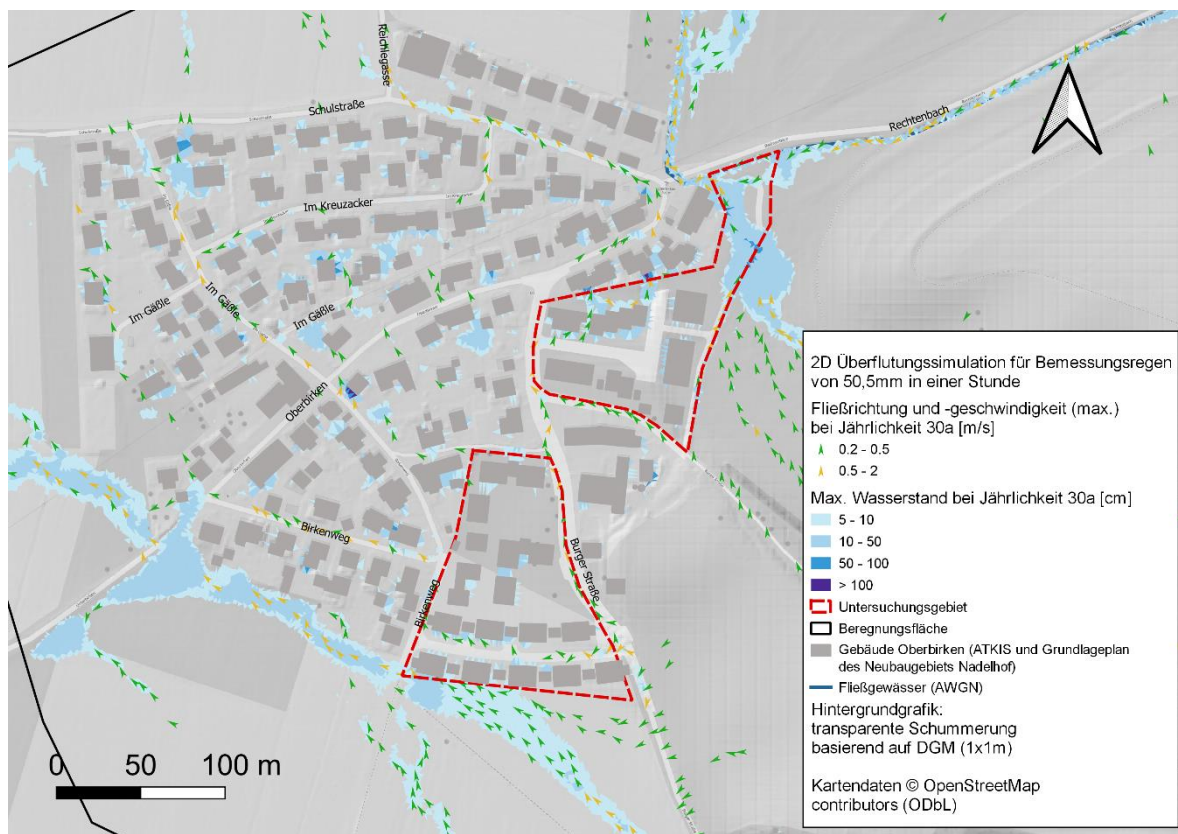 Reichlegasse
Schulstraße
Rechtenbach
Im Kreuzacker
Im Gäßle
Im Gäßle
Im Gäßle
Oberbirken
Birkenweg
Birkenweg
Burger Straße
0 50 100 m
2D Überflutungssimulation für Bemessungsregen
von 50,5mm in einer Stunde
Fließrichtung und -geschwindigkeit (max.)
bei Jährlichkeit 30a [m/s]
0.2 - 0.5
0.5 - 2
Max. Wasserstand bei Jährlichkeit 30a [cm]
5 - 10
10 - 50
50 - 100
> 100
Untersuchungsgebiet
Beregnungsfläche
Gebäude Oberbirken (ATKIS und Grundlageplan
des Neubaugebiets Nadelhof)
Fließgewässer (AWGN)
Hintergrundgrafik:
transparente Schummerung
basierend auf DGM (1x1m)
Kartendaten © OpenStreetMap
contributors (ODbL)